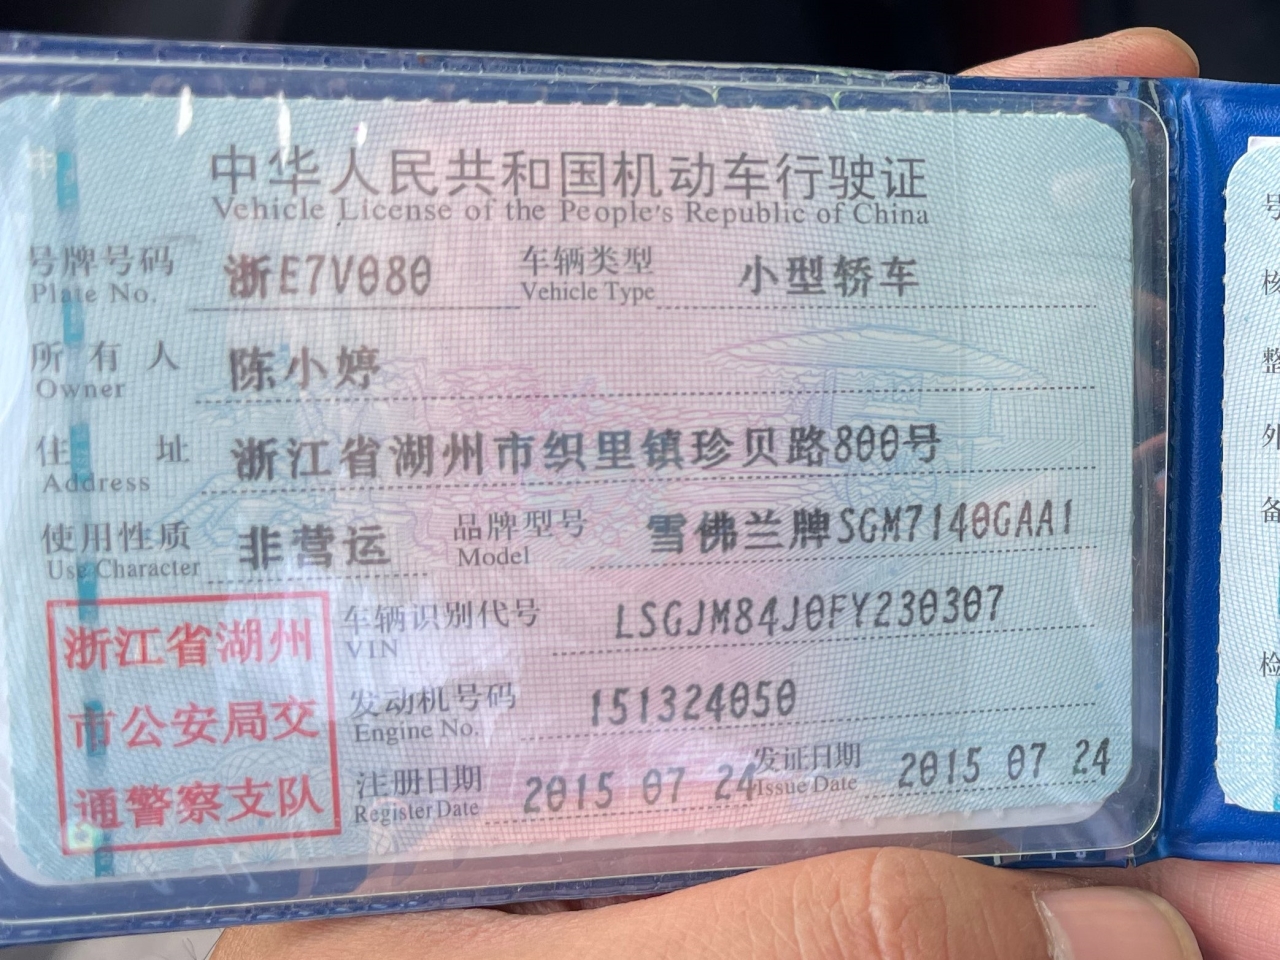 中华人民共和国机动车行驶证
Vehicle License of the People's Republic of China
号牌号码 浙E7V080 车辆类型 小型轿车
Plate No. Vehicle Type
所有人 陈小婷
Owner
住址 浙江省湖州市织里镇珍贝路800号
Address
使用性质 非营运 品牌型号 雪佛兰牌SGM7140GAA1
Use Character Model
车辆识别代号 LSGJM84J0FY230307
VIN
发动机号码 151324050
Engine No.
注册日期 2015 07 24 发证日期 2015 07 24
Register Date Issue Date
浙江省湖州
市公安局交
通警察支队
号
核
整
外
备
检